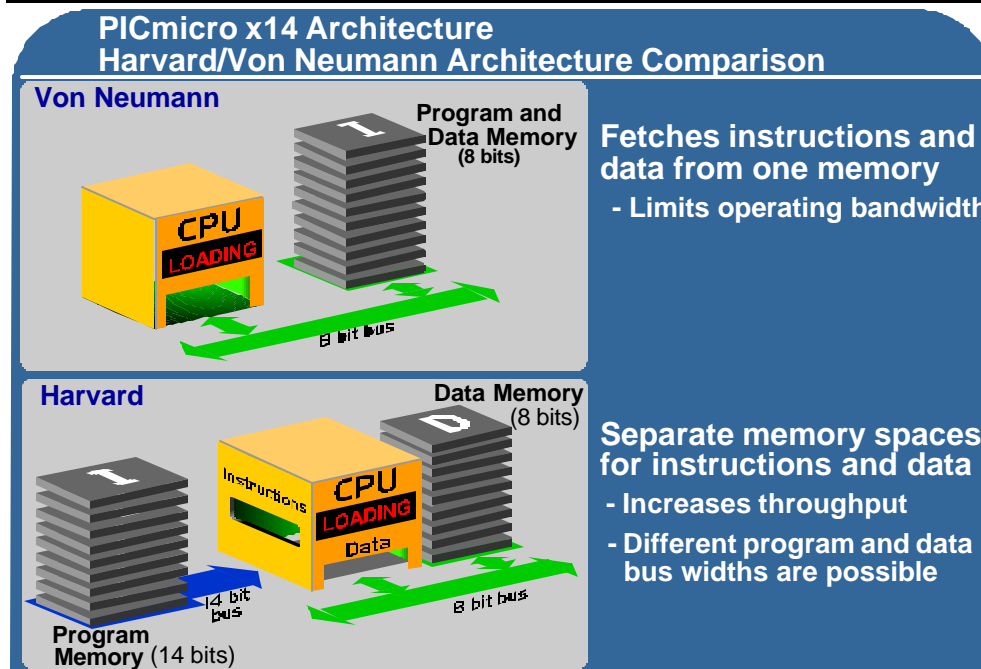 PICmicro x14 Architecture
Harvard/Von Neumann Architecture Comparison
Von Neumann
Program and
Data Memory
(8 bits)
I
CPU
LOADING
8 bit bus
Fetches instructions and
data from one memory
- Limits operating bandwidth
Harvard
Data Memory
(8 bits)
D
I
Instructions
CPU
LOADING
Data
14 bit
bus
8 bit bus
Program
Memory (14 bits)
Separate memory spaces
for instructions and data
- Increases throughput
- Different program and data
bus widths are possible